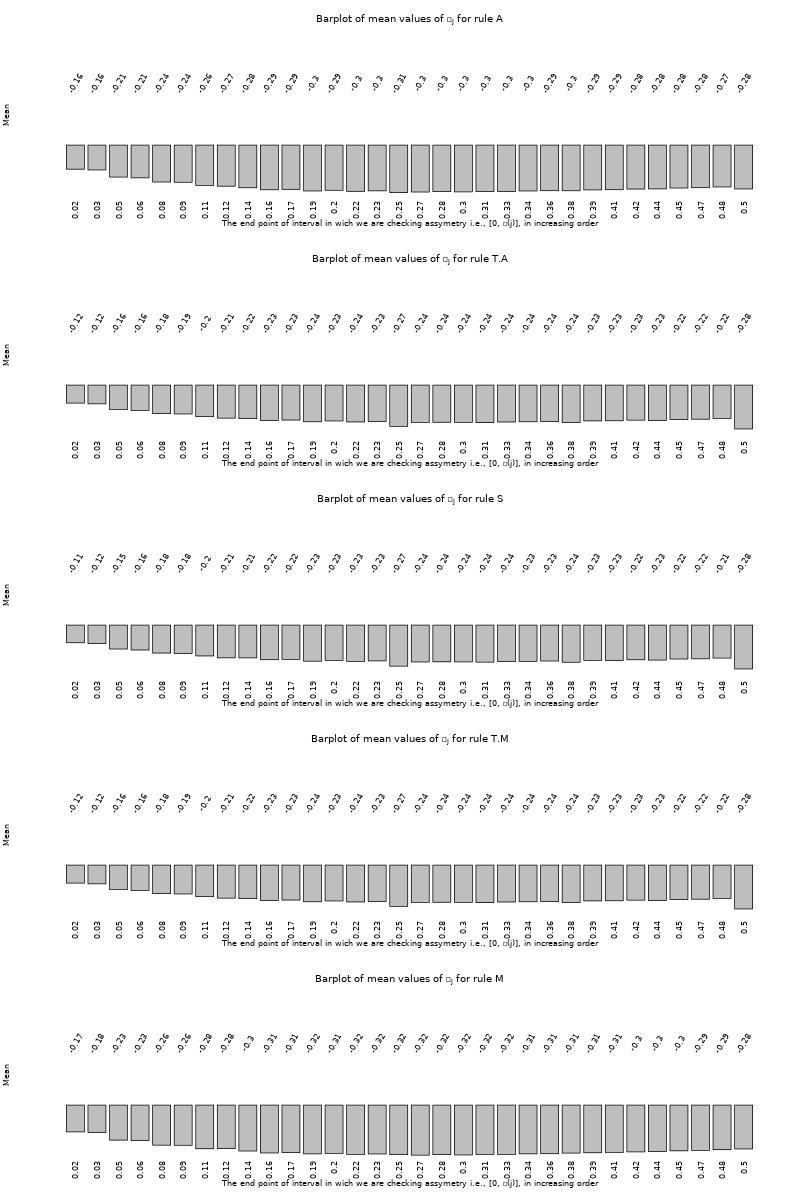 Barplot of mean values of □j for rule A
-0.16 -0.16 -0.21 -0.21 -0.24 -0.24 -0.26 -0.27 -0.28 -0.29 -0.29 -0.3 -0.29 -0.3 -0.3 -0.31 -0.3 -0.3 -0.3 -0.3 -0.3 -0.3 -0.29 -0.3 -0.29 -0.29 -0.28 -0.28 -0.28 -0.28 -0.27 -0.28
Mean
0.02 0.03 0.05 0.06 0.08 0.09 0.11 0.12 0.14 0.16 0.17 0.19 0.2 0.22 0.23 0.25 0.27 0.28 0.3 0.31 0.33 0.34 0.36 0.38 0.39 0.41 0.42 0.44 0.45 0.47 0.48 0.5
The end point of interval in wich we are checking assymetry i.e., [0, □(j)], in increasing order
Barplot of mean values of □j for rule T.A
-0.12 -0.12 -0.16 -0.16 -0.18 -0.19 -0.2 -0.21 -0.22 -0.23 -0.23 -0.24 -0.23 -0.24 -0.23 -0.27 -0.24 -0.24 -0.24 -0.24 -0.24 -0.24 -0.24 -0.24 -0.23 -0.23 -0.23 -0.23 -0.22 -0.22 -0.22 -0.28
Mean
0.02 0.03 0.05 0.06 0.08 0.09 0.11 0.12 0.14 0.16 0.17 0.19 0.2 0.22 0.23 0.25 0.27 0.28 0.3 0.31 0.33 0.34 0.36 0.38 0.39 0.41 0.42 0.44 0.45 0.47 0.48 0.5
The end point of interval in wich we are checking assymetry i.e., [0, □(j)], in increasing order
Barplot of mean values of □j for rule S
-0.11 -0.12 -0.15 -0.16 -0.18 -0.18 -0.2 -0.21 -0.21 -0.22 -0.22 -0.23 -0.23 -0.23 -0.23 -0.27 -0.24 -0.24 -0.24 -0.24 -0.24 -0.23 -0.23 -0.24 -0.23 -0.23 -0.22 -0.23 -0.22 -0.22 -0.21 -0.28
Mean
0.02 0.03 0.05 0.06 0.08 0.09 0.11 0.12 0.14 0.16 0.17 0.19 0.2 0.22 0.23 0.25 0.27 0.28 0.3 0.31 0.33 0.34 0.36 0.38 0.39 0.41 0.42 0.44 0.45 0.47 0.48 0.5
The end point of interval in wich we are checking assymetry i.e., [0, □(j)], in increasing order
Barplot of mean values of □j for rule T.M
-0.12 -0.12 -0.16 -0.16 -0.18 -0.19 -0.2 -0.21 -0.22 -0.23 -0.23 -0.24 -0.23 -0.24 -0.23 -0.27 -0.24 -0.24 -0.24 -0.24 -0.24 -0.24 -0.24 -0.24 -0.23 -0.23 -0.23 -0.23 -0.22 -0.22 -0.22 -0.28
Mean
0.02 0.03 0.05 0.06 0.08 0.09 0.11 0.12 0.14 0.16 0.17 0.19 0.2 0.22 0.23 0.25 0.27 0.28 0.3 0.31 0.33 0.34 0.36 0.38 0.39 0.41 0.42 0.44 0.45 0.47 0.48 0.5
The end point of interval in wich we are checking assymetry i.e., [0, □(j)], in increasing order
Barplot of mean values of □j for rule M
-0.17 -0.18 -0.23 -0.23 -0.26 -0.26 -0.28 -0.28 -0.3 -0.31 -0.31 -0.32 -0.31 -0.32 -0.32 -0.32 -0.32 -0.32 -0.32 -0.32 -0.32 -0.31 -0.31 -0.31 -0.31 -0.31 -0.3 -0.3 -0.3 -0.29 -0.29 -0.28
Mean
0.02 0.03 0.05 0.06 0.08 0.09 0.11 0.12 0.14 0.16 0.17 0.19 0.2 0.22 0.23 0.25 0.27 0.28 0.3 0.31 0.33 0.34 0.36 0.38 0.39 0.41 0.42 0.44 0.45 0.47 0.48 0.5
The end point of interval in wich we are checking assymetry i.e., [0, □(j)], in increasing order